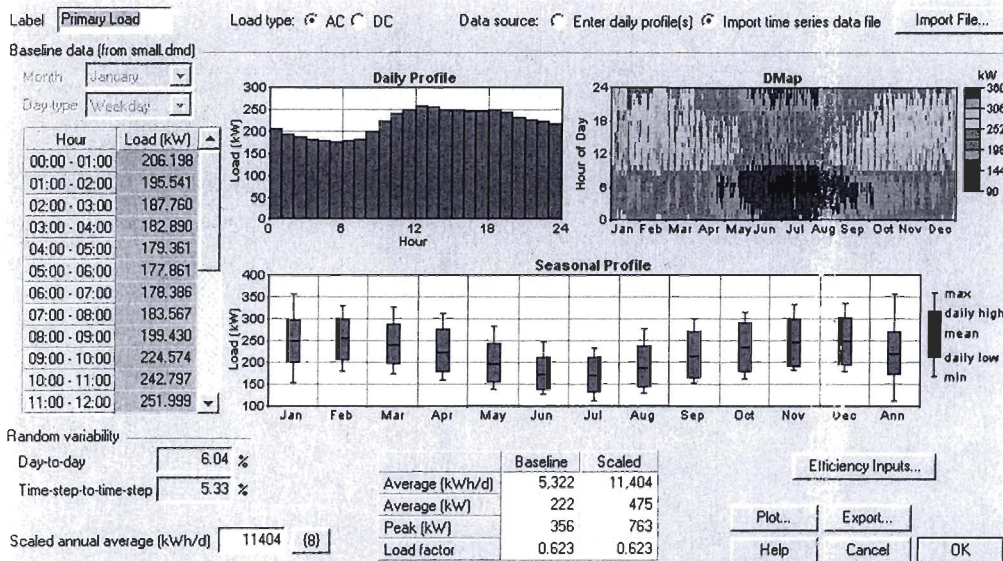 Label Primary Load Load type: AC DC Data source: Enter daily profile(s) Import time series data file Import File...
Baseline data (from small.dmd)
Month January
Day type Weekday
Hour Load (kW)
00:00 - 01:00 206.198
01:00 - 02:00 195.541
02:00 - 03:00 187.760
03:00 - 04:00 182.890
04:00 - 05:00 179.361
05:00 - 06:00 177.861
06:00 - 07:00 178.386
07:00 - 08:00 183.567
08:00 - 09:00 199.430
09:00 - 10:00 224.574
10:00 - 11:00 242.797
11:00 - 12:00 251.999
Daily Profile
Load (kW)
300
250
200
150
100
50
0
0 6 12 18 24
Hour
DMap
Hour of Day
24
18
12
6
0
Jan Feb Mar Apr May Jun Jul Aug Sep Oct Nov Dec
kW
360
306
252
198
144
90
Seasonal Profile
Load (kW)
400
350
300
250
200
150
100
Jan Feb Mar Apr May Jun Jul Aug Sep Oct Nov Dec Ann
max
daily high
mean
daily low
min
Random variability
Day-to-day 6.04 %
Time-step-to-time-step 5.33 %
Scaled annual average (kWh/d) 11404 {8}
Baseline Scaled
Average (kWh/d) 5,322 11,404
Average (kW) 222 475
Peak (kW) 356 763
Load factor 0.623 0.623
Efficiency Inputs...
Plot... Export...
Help Cancel OK